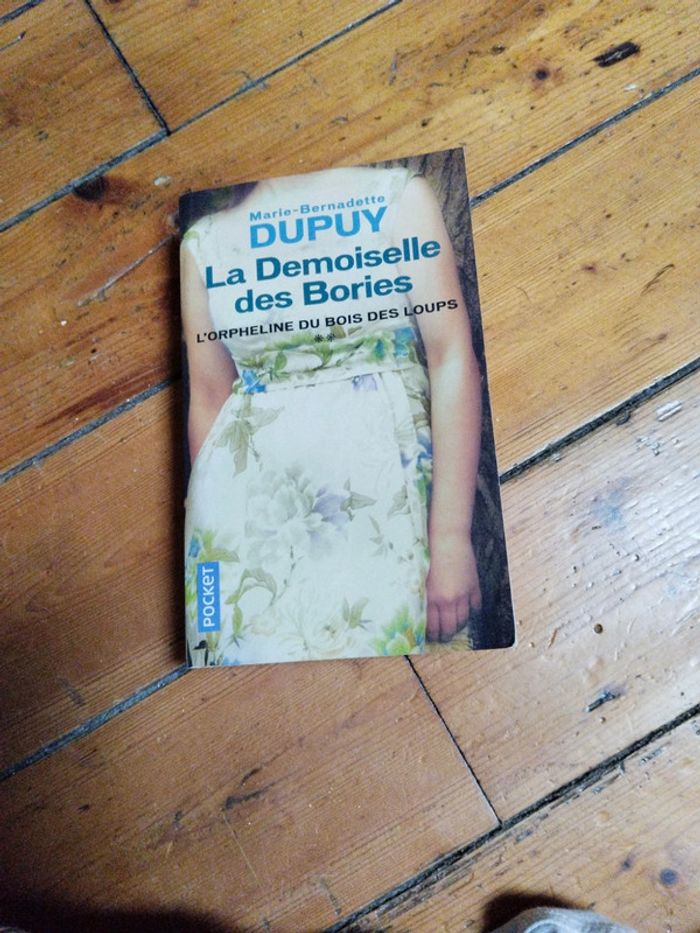 Marie-Bernadette
DUPUY
La Demoiselle
des Bories
L'ORPHELINE DU BOIS DES LOUPS
**
POCKET